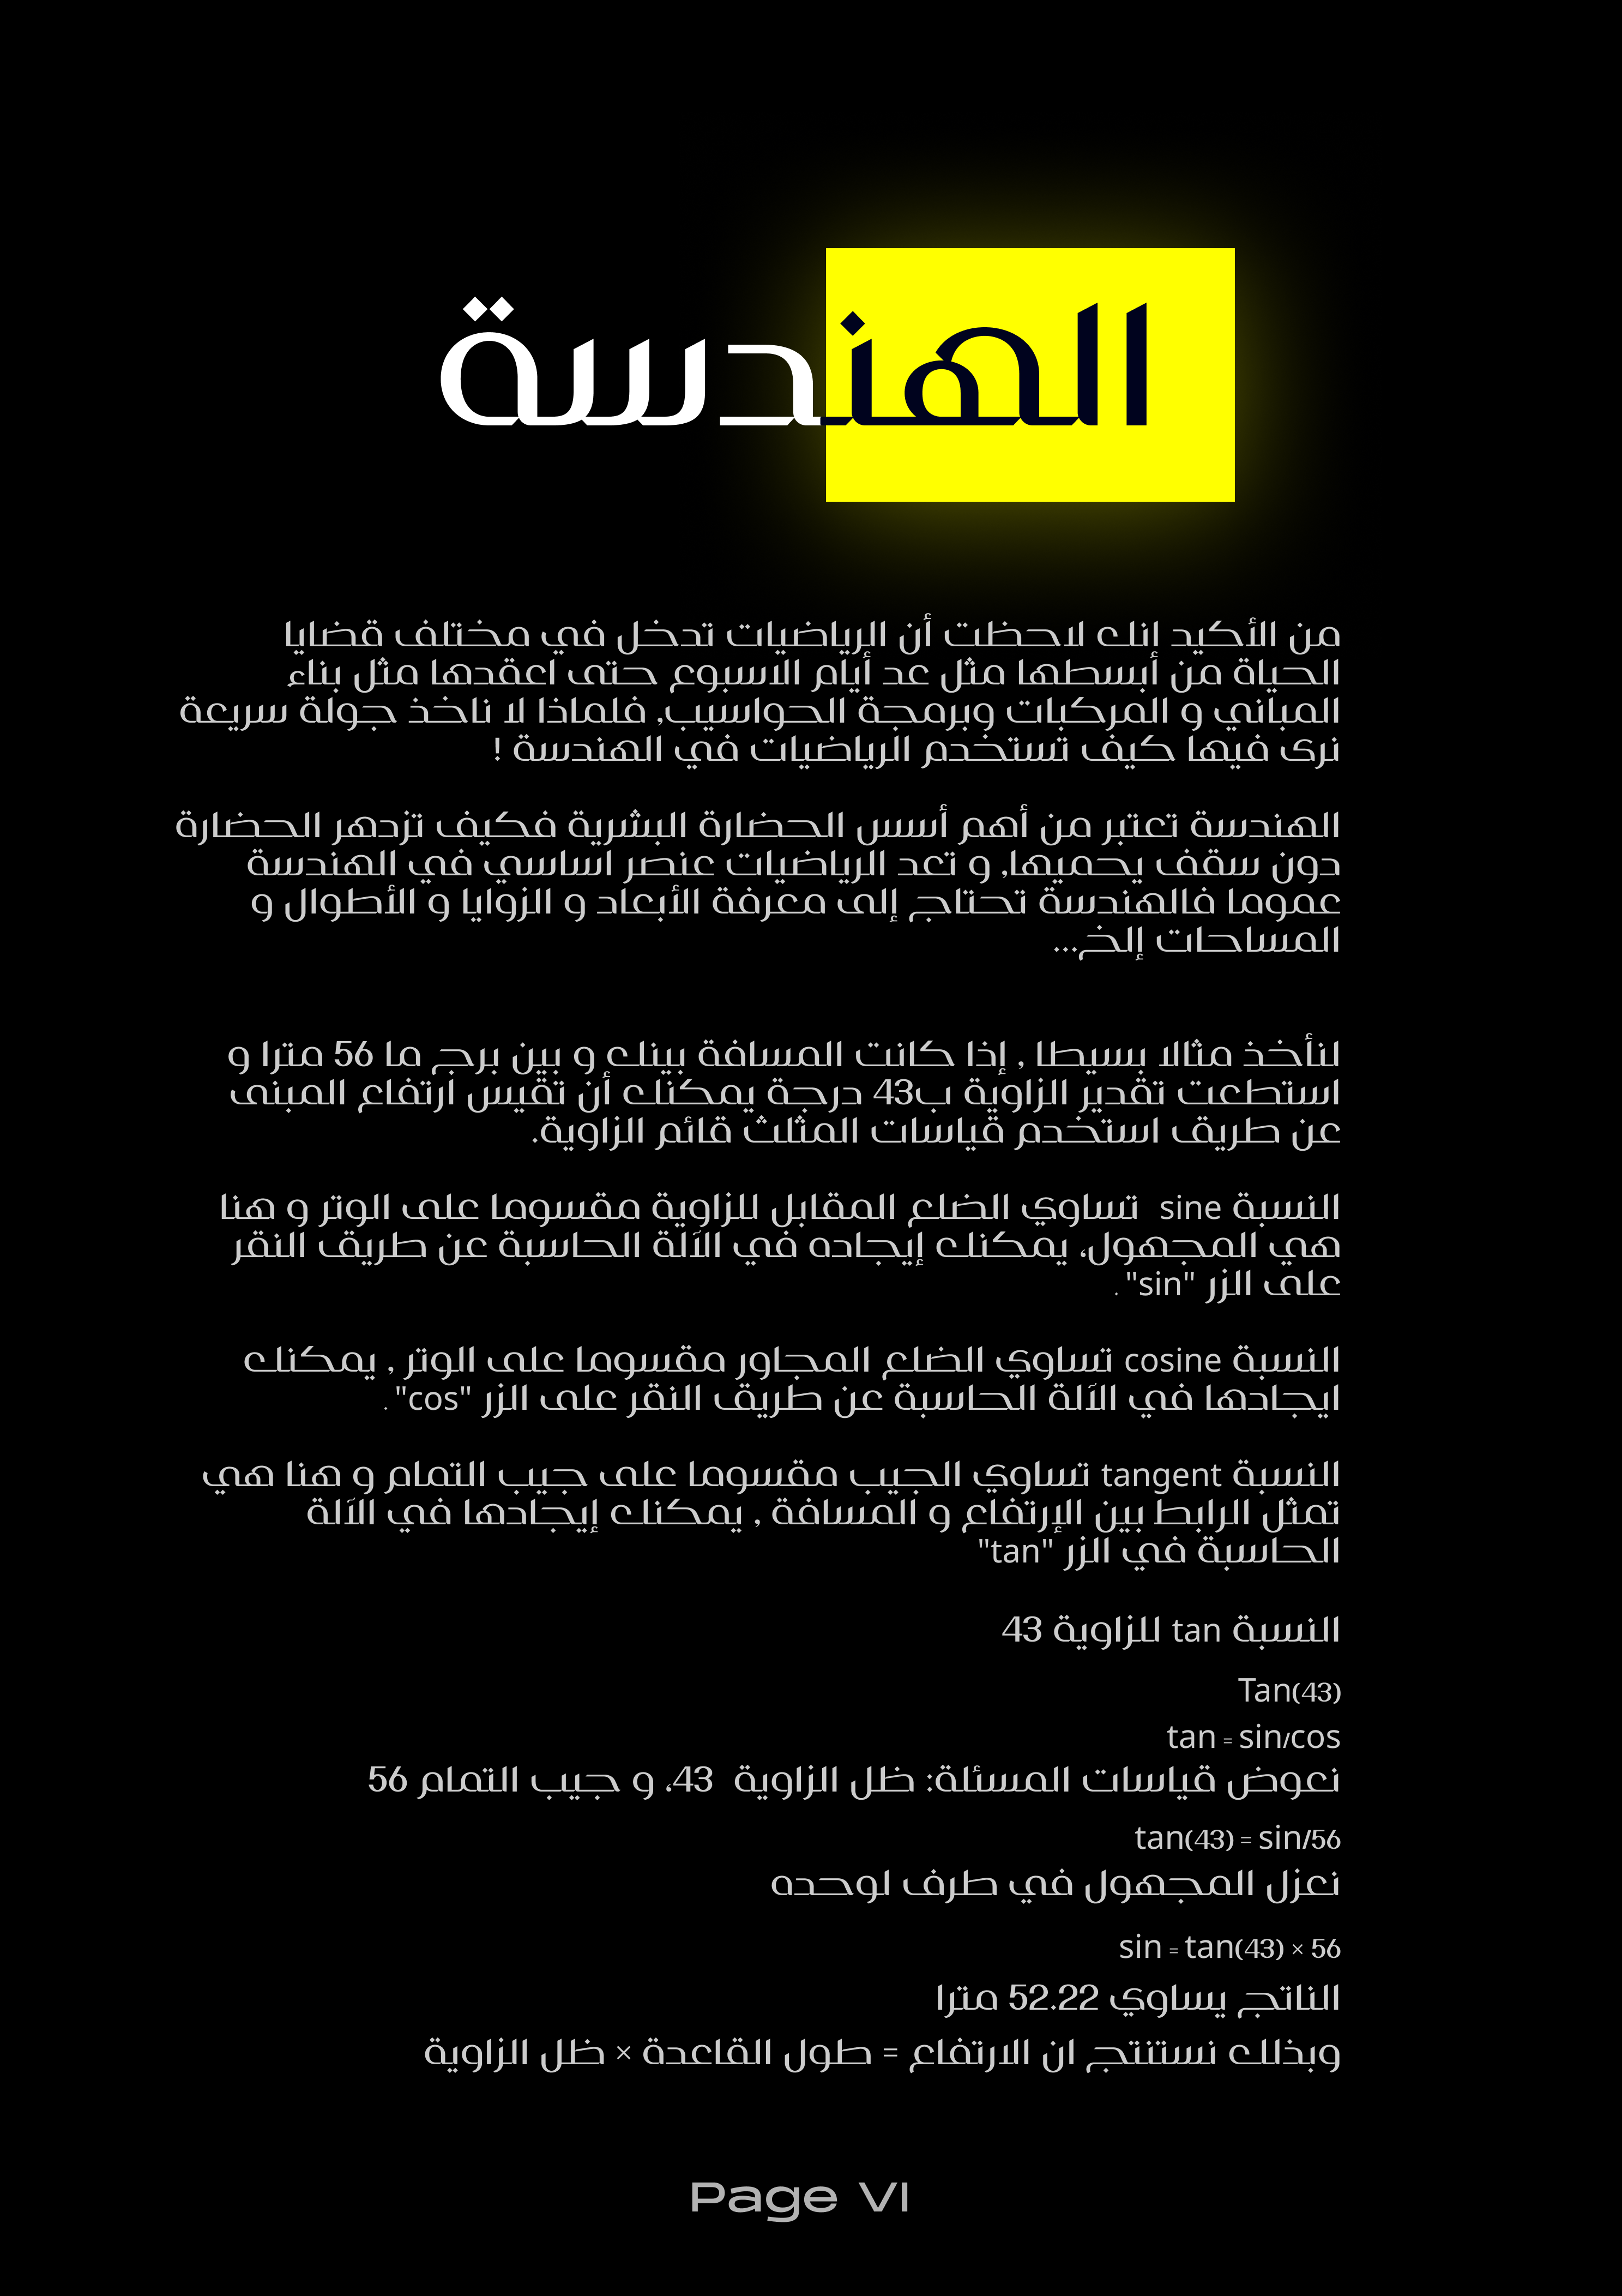 الهندسة
من الأكيد إنك لاحظت أن الرياضيات تدخل في مختلف قضايا
الحياة من أبسطها مثل عد أيام الاسبوع حتى اعقدها مثل بناء
المباني و المركبات وبرمجة الحواسيب, فلماذا لا ناخذ جولة سريعة
نرى فيها كيف تستخدم الرياضيات في الهندسة !
الهندسة تعتبر من أهم أسس الحضارة البشرية فكيف تزدهر الحضارة
دون سقف يحميها, و تعد الرياضيات عنصر اساسي في الهندسة
عموما فالهندسة تحتاج إلى معرفة الأبعاد و الزوايا و الأطوال و
المساحات إلخ...
لنأخذ مثالا بسيطا , إذا كانت المسافة بينك و بين برج ما 56 مترا و
استطعت تقدير الزاوية ب43 درجة يمكنك أن تقيس ارتفاع المبنى
عن طريق استخدم قياسات المثلث قائم الزاوية.
النسبة sine تساوي الضلع المقابل للزاوية مقسوما على الوتر و هنا
هي المجهول، يمكنك إيجاده في الآلة الحاسبة عن طريق النقر
على الزر "sin" .
النسبة cosine تساوي الضلع المجاور مقسوما على الوتر , يمكنك
ايجادها في الآلة الحاسبة عن طريق النقر على الزر "cos" .
النسبة tangent تساوي الجيب مقسوما على جيب التمام و هنا هي
تمثل الرابط بين الإرتفاع و المسافة , يمكنك إيجادها في الآلة
الحاسبة في الزر "tan"
النسبة tan للزاوية 43
Tan(43)
tan = sin/cos
نعوض قياسات المسئلة: ظل الزاوية 43، و جيب التمام 56
tan(43) = sin/56
نعزل المجهول في طرف لوحده
sin = tan(43) × 56
الناتج يساوي 52.22 مترا
وبذلك نستنتج ان الارتفاع = طول القاعدة × ظل الزاوية
Page VI